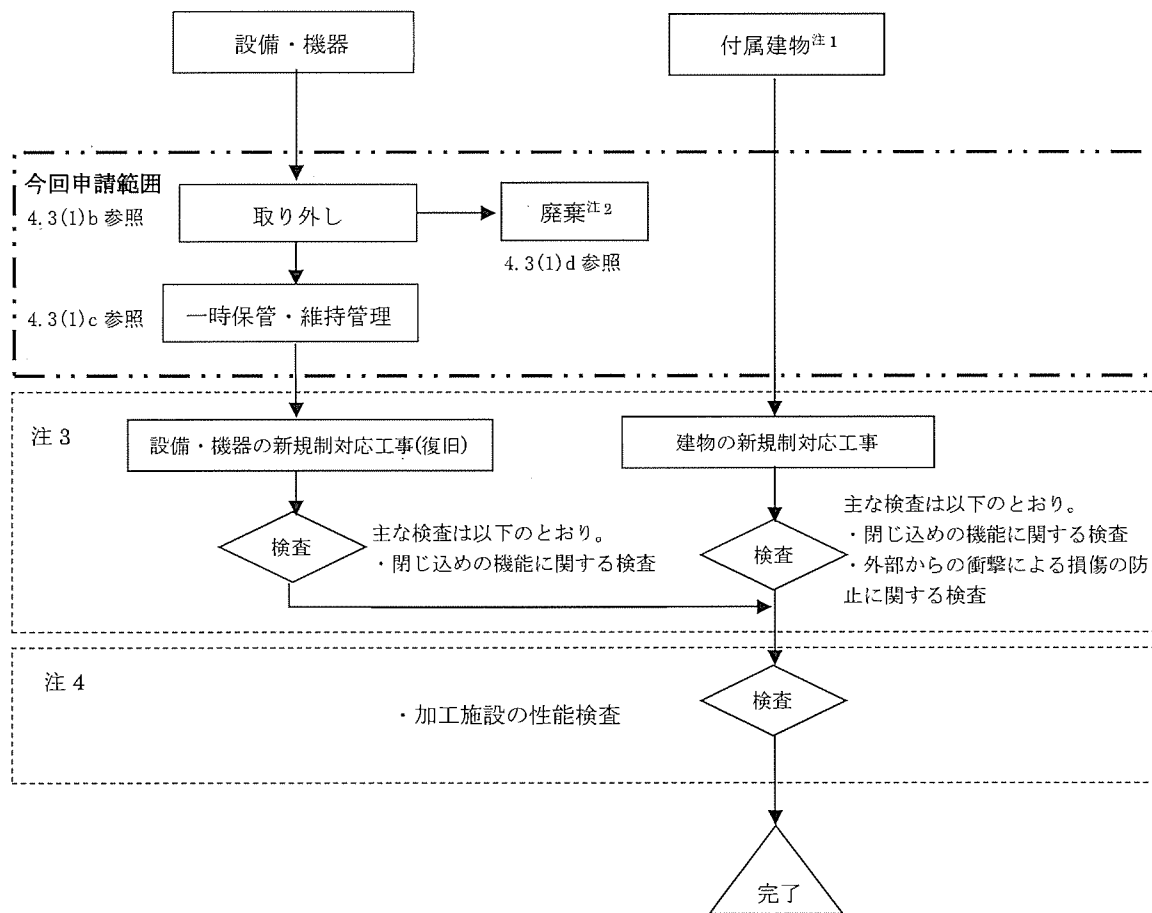 設備・機器
付属建物注1
今回申請範囲
4.3(1)b 参照
取り外し
廃棄注2
4.3(1)d 参照
4.3(1)c 参照
一時保管・維持管理
注3
設備・機器の新規制対応工事(復旧)
建物の新規制対応工事
検査
主な検査は以下のとおり。
・閉じ込めの機能に関する検査
検査
主な検査は以下のとおり。
・閉じ込めの機能に関する検査
・外部からの衝撃による損傷の防
止に関する検査
注4
・加工施設の性能検査
検査
完了